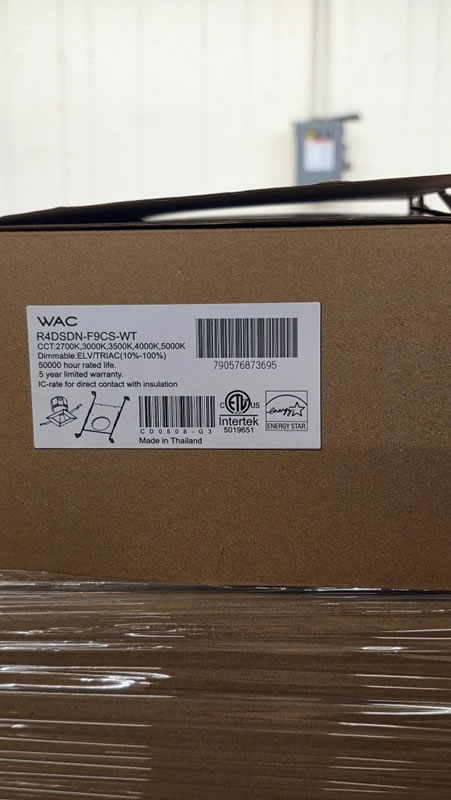 WAC
R4DSDN-F9CS-WT
CCT:2700K,3000K,3500K,4000K,5000K
Dimmable:ELV/TRIAC(10%-100%)
50000 hour rated life.
5 year limited warranty.
IC-rate for direct contact with insulation
790576873695
CD0508-G3
Made in Thailand
C ETL US
Intertek
5019651
energy
ENERGY STAR